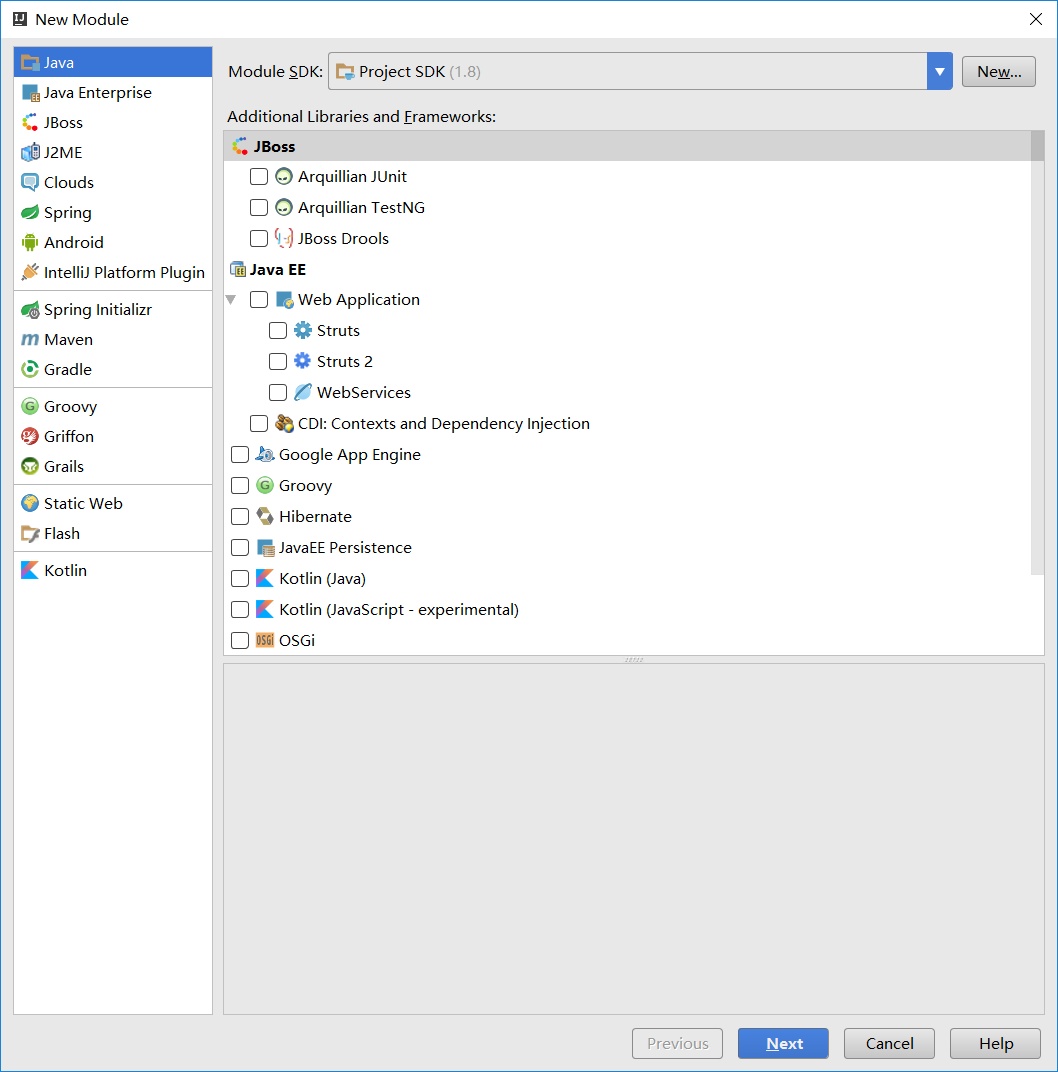 New Module
Java
Java Enterprise
JBoss
J2ME
Clouds
Spring
Android
IntelliJ Platform Plugin
Spring Initializr
Maven
Gradle
Groovy
Griffon
Grails
Static Web
Flash
Kotlin
Module SDK: Project SDK (1.8) New...
Additional Libraries and Frameworks:
JBoss
Arquillian JUnit
Arquillian TestNG
JBoss Drools
Java EE
Web Application
Struts
Struts 2
WebServices
CDI: Contexts and Dependency Injection
Google App Engine
Groovy
Hibernate
JavaEE Persistence
Kotlin (Java)
Kotlin (JavaScript - experimental)
OSGi
Previous Next Cancel Help